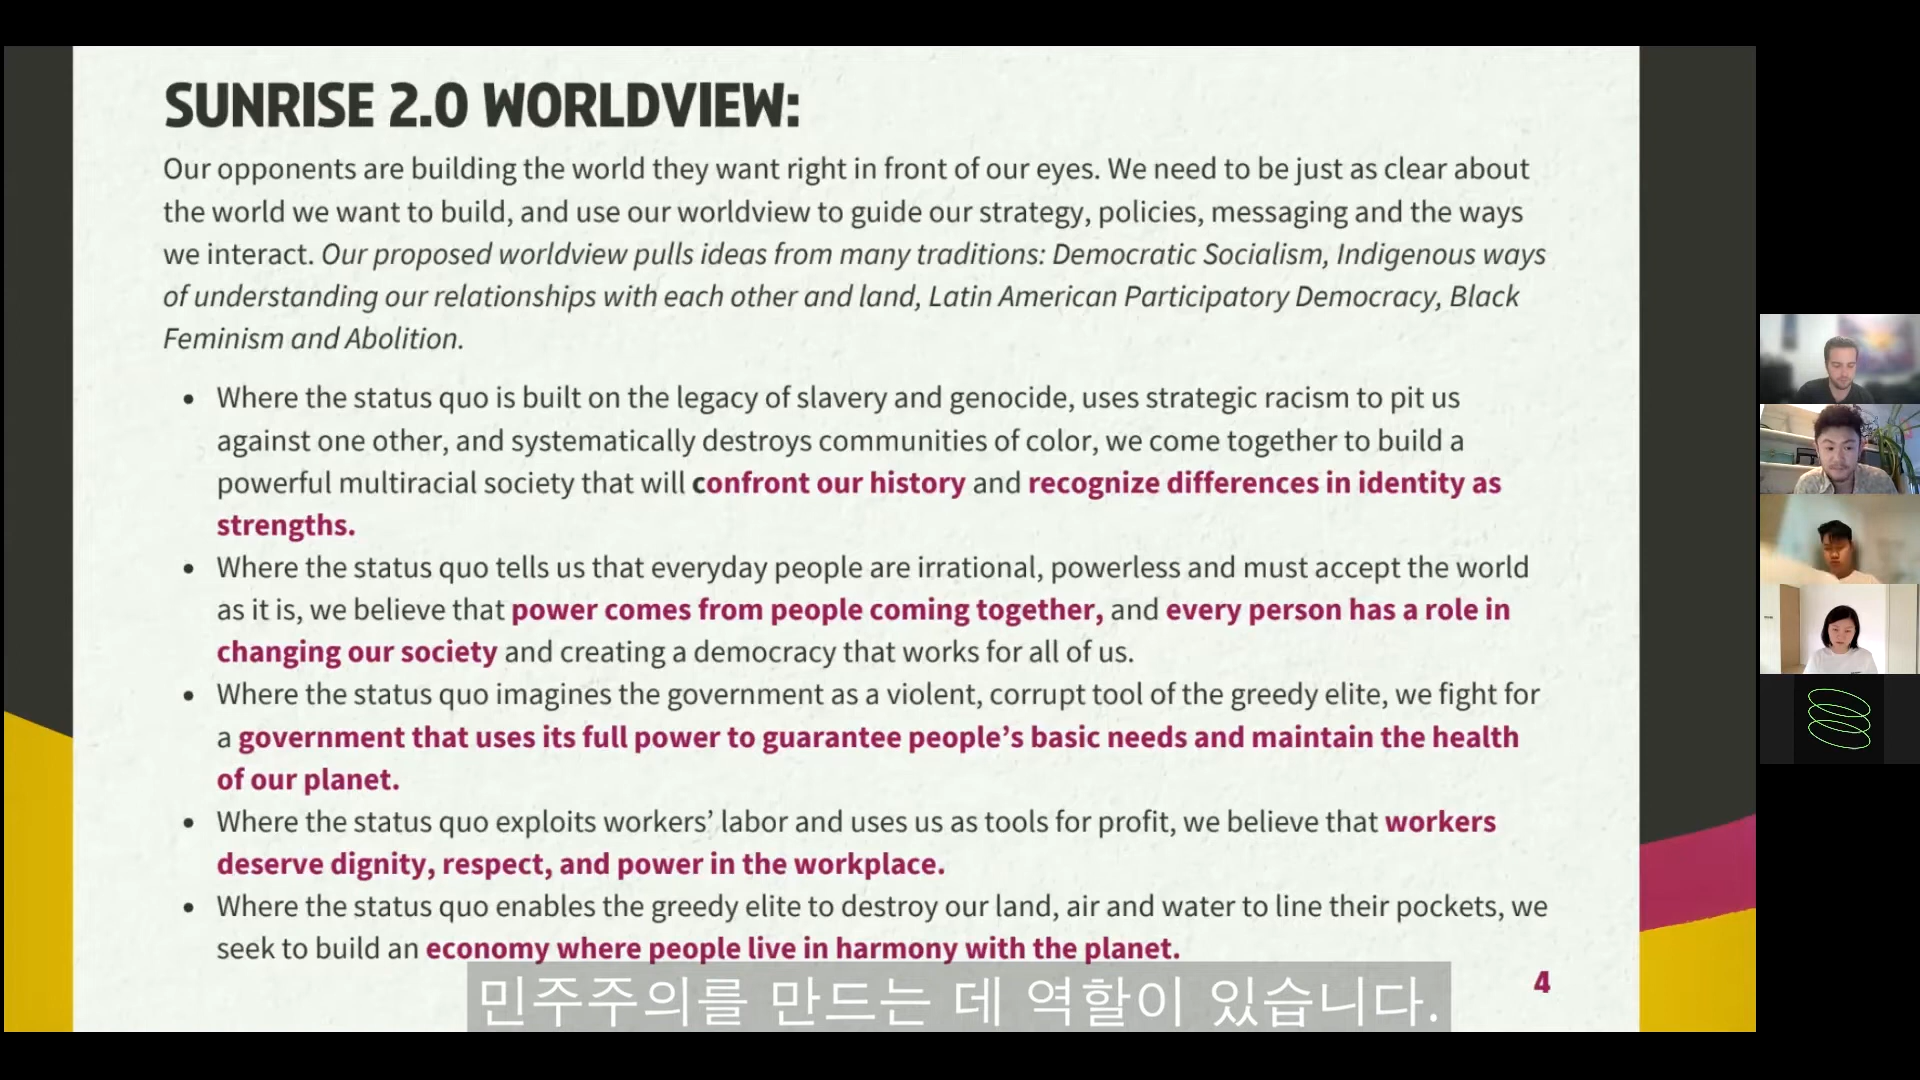 SUNRISE 2.0 WORLDVIEW:
Our opponents are building the world they want right in front of our eyes. We need to be just as clear about
the world we want to build, and use our worldview to guide our strategy, policies, messaging and the ways
we interact. Our proposed worldview pulls ideas from many traditions: Democratic Socialism, Indigenous ways
of understanding our relationships with each other and land, Latin American Participatory Democracy, Black
Feminism and Abolition.
• Where the status quo is built on the legacy of slavery and genocide, uses strategic racism to pit us
against one other, and systematically destroys communities of color, we come together to build a
powerful multiracial society that will confront our history and recognize differences in identity as
strengths.
• Where the status quo tells us that everyday people are irrational, powerless and must accept the world
as it is, we believe that power comes from people coming together, and every person has a role in
changing our society and creating a democracy that works for all of us.
• Where the status quo imagines the government as a violent, corrupt tool of the greedy elite, we fight for
a government that uses its full power to guarantee people’s basic needs and maintain the health
of our planet.
• Where the status quo exploits workers’ labor and uses us as tools for profit, we believe that workers
deserve dignity, respect, and power in the workplace.
• Where the status quo enables the greedy elite to destroy our land, air and water to line their pockets, we
seek to build an economy where people live in harmony with the planet.
4
민주주의를 만드는 데 역할이 있습니다.